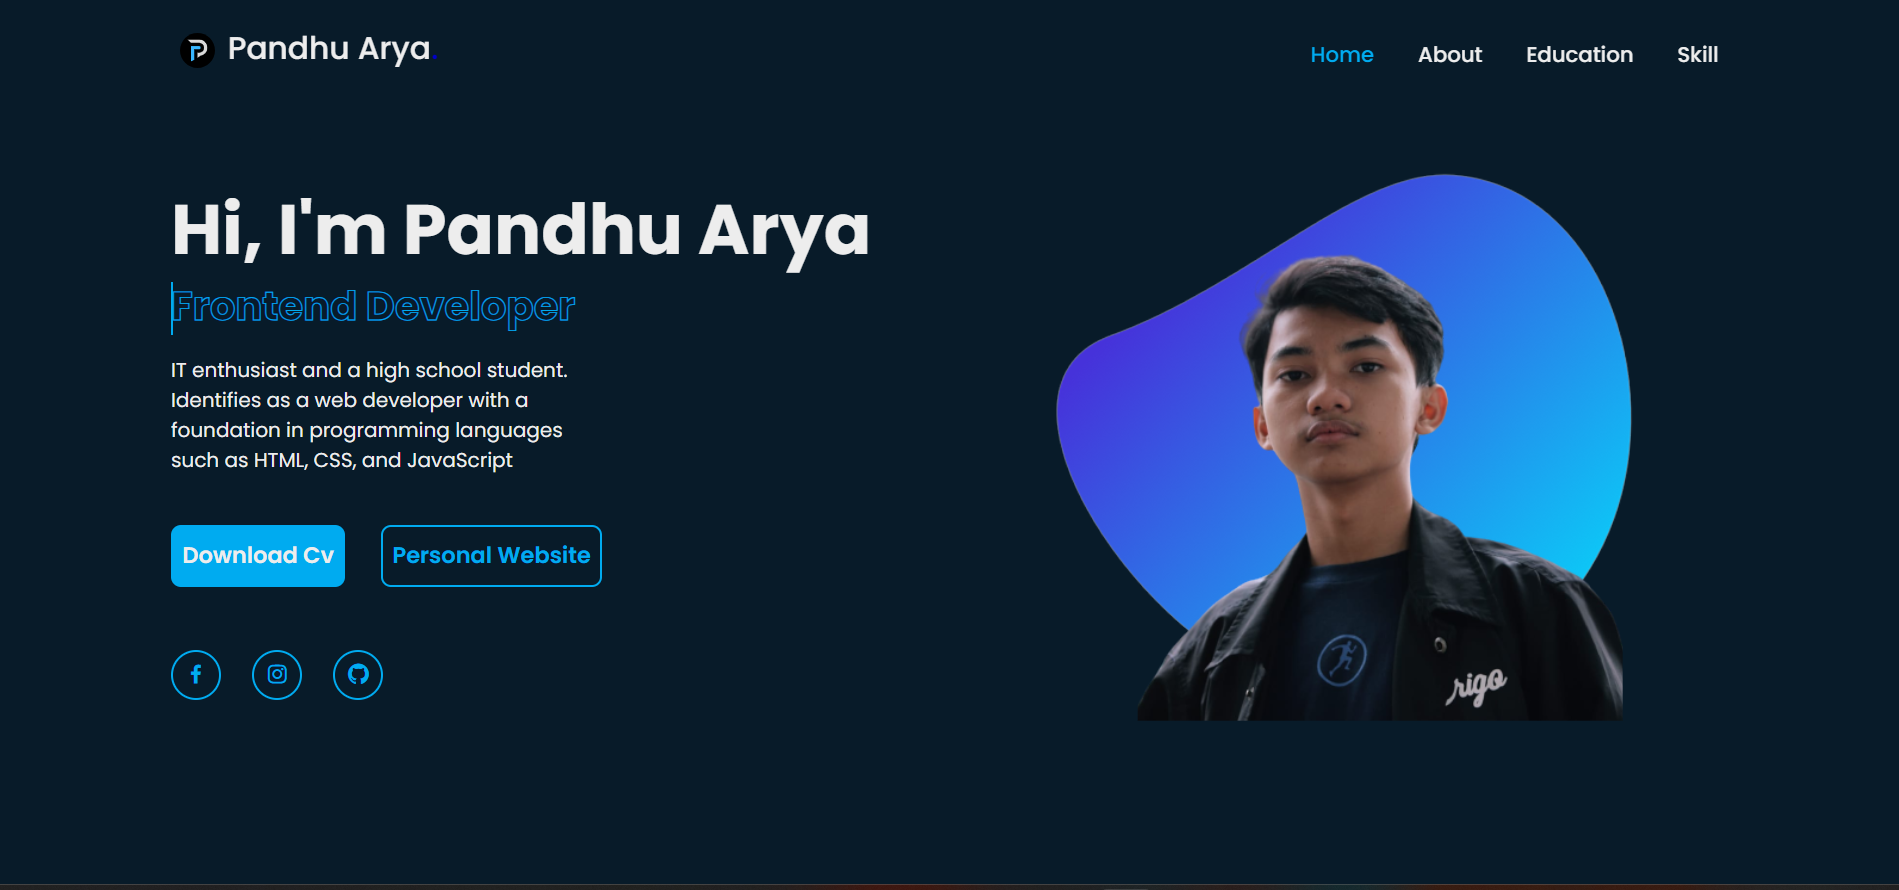 Pandhu Arya.
Home About Education Skill
Hi, I'm Pandhu Arya
Frontend Developer
IT enthusiast and a high school student.
Identifies as a web developer with a
foundation in programming languages
such as HTML, CSS, and JavaScript
Download Cv Personal Website
rigo